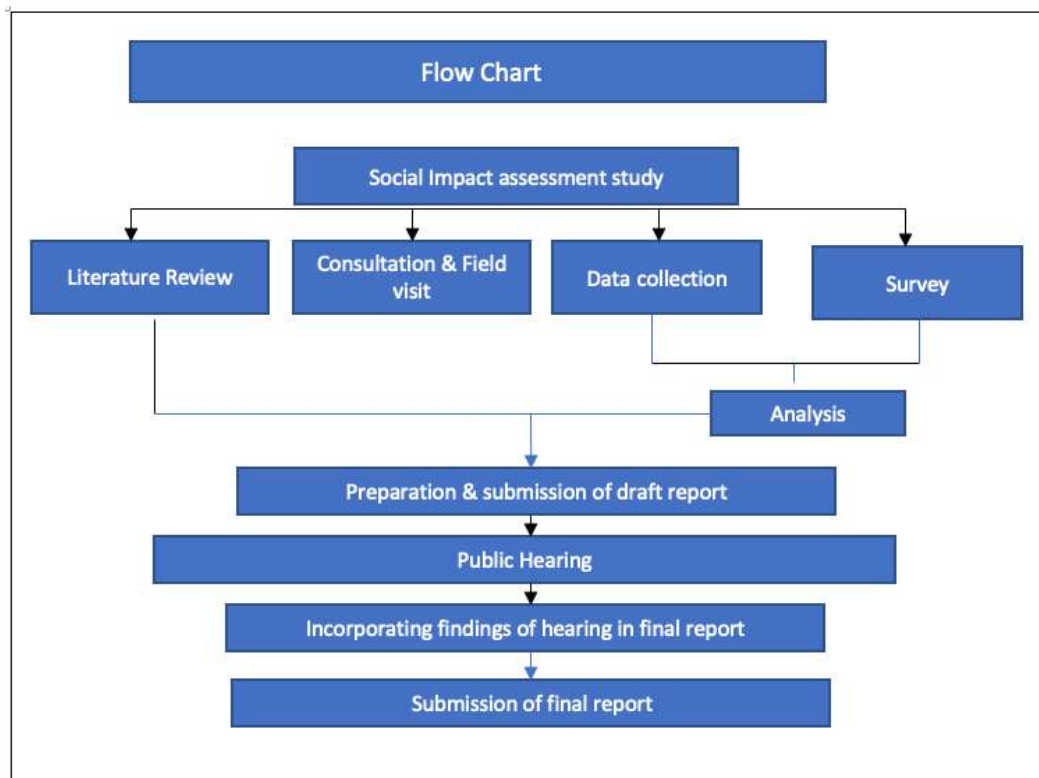 Flow Chart
Social Impact assessment study
Literature Review
Consultation & Field
visit
Data collection
Survey
Analysis
Preparation & submission of draft report
Public Hearing
Incorporating findings of hearing in final report
Submission of final report